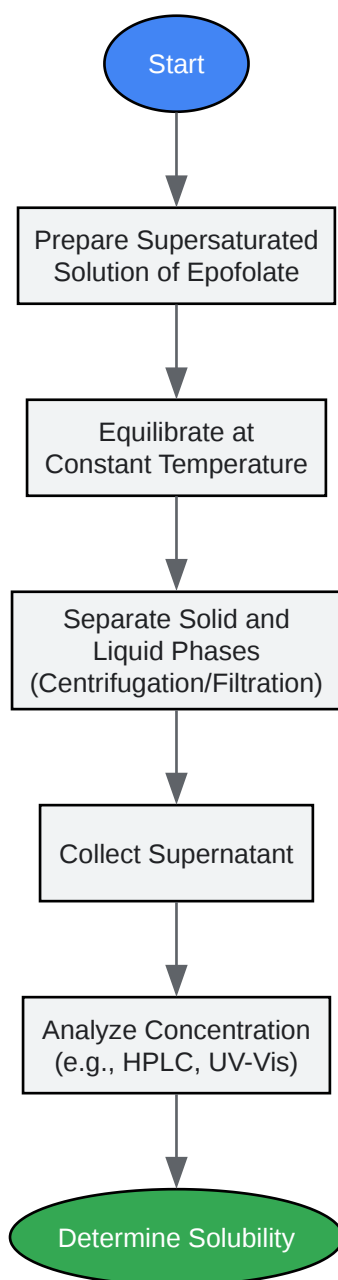 Start
Prepare Supersaturated
Solution of Epofolate
Equilibrate at
Constant Temperature
Separate Solid and
Liquid Phases
(Centrifugation/Filtration)
Collect Supernatant
Analyze Concentration
(e.g., HPLC, UV-Vis)
Determine Solubility